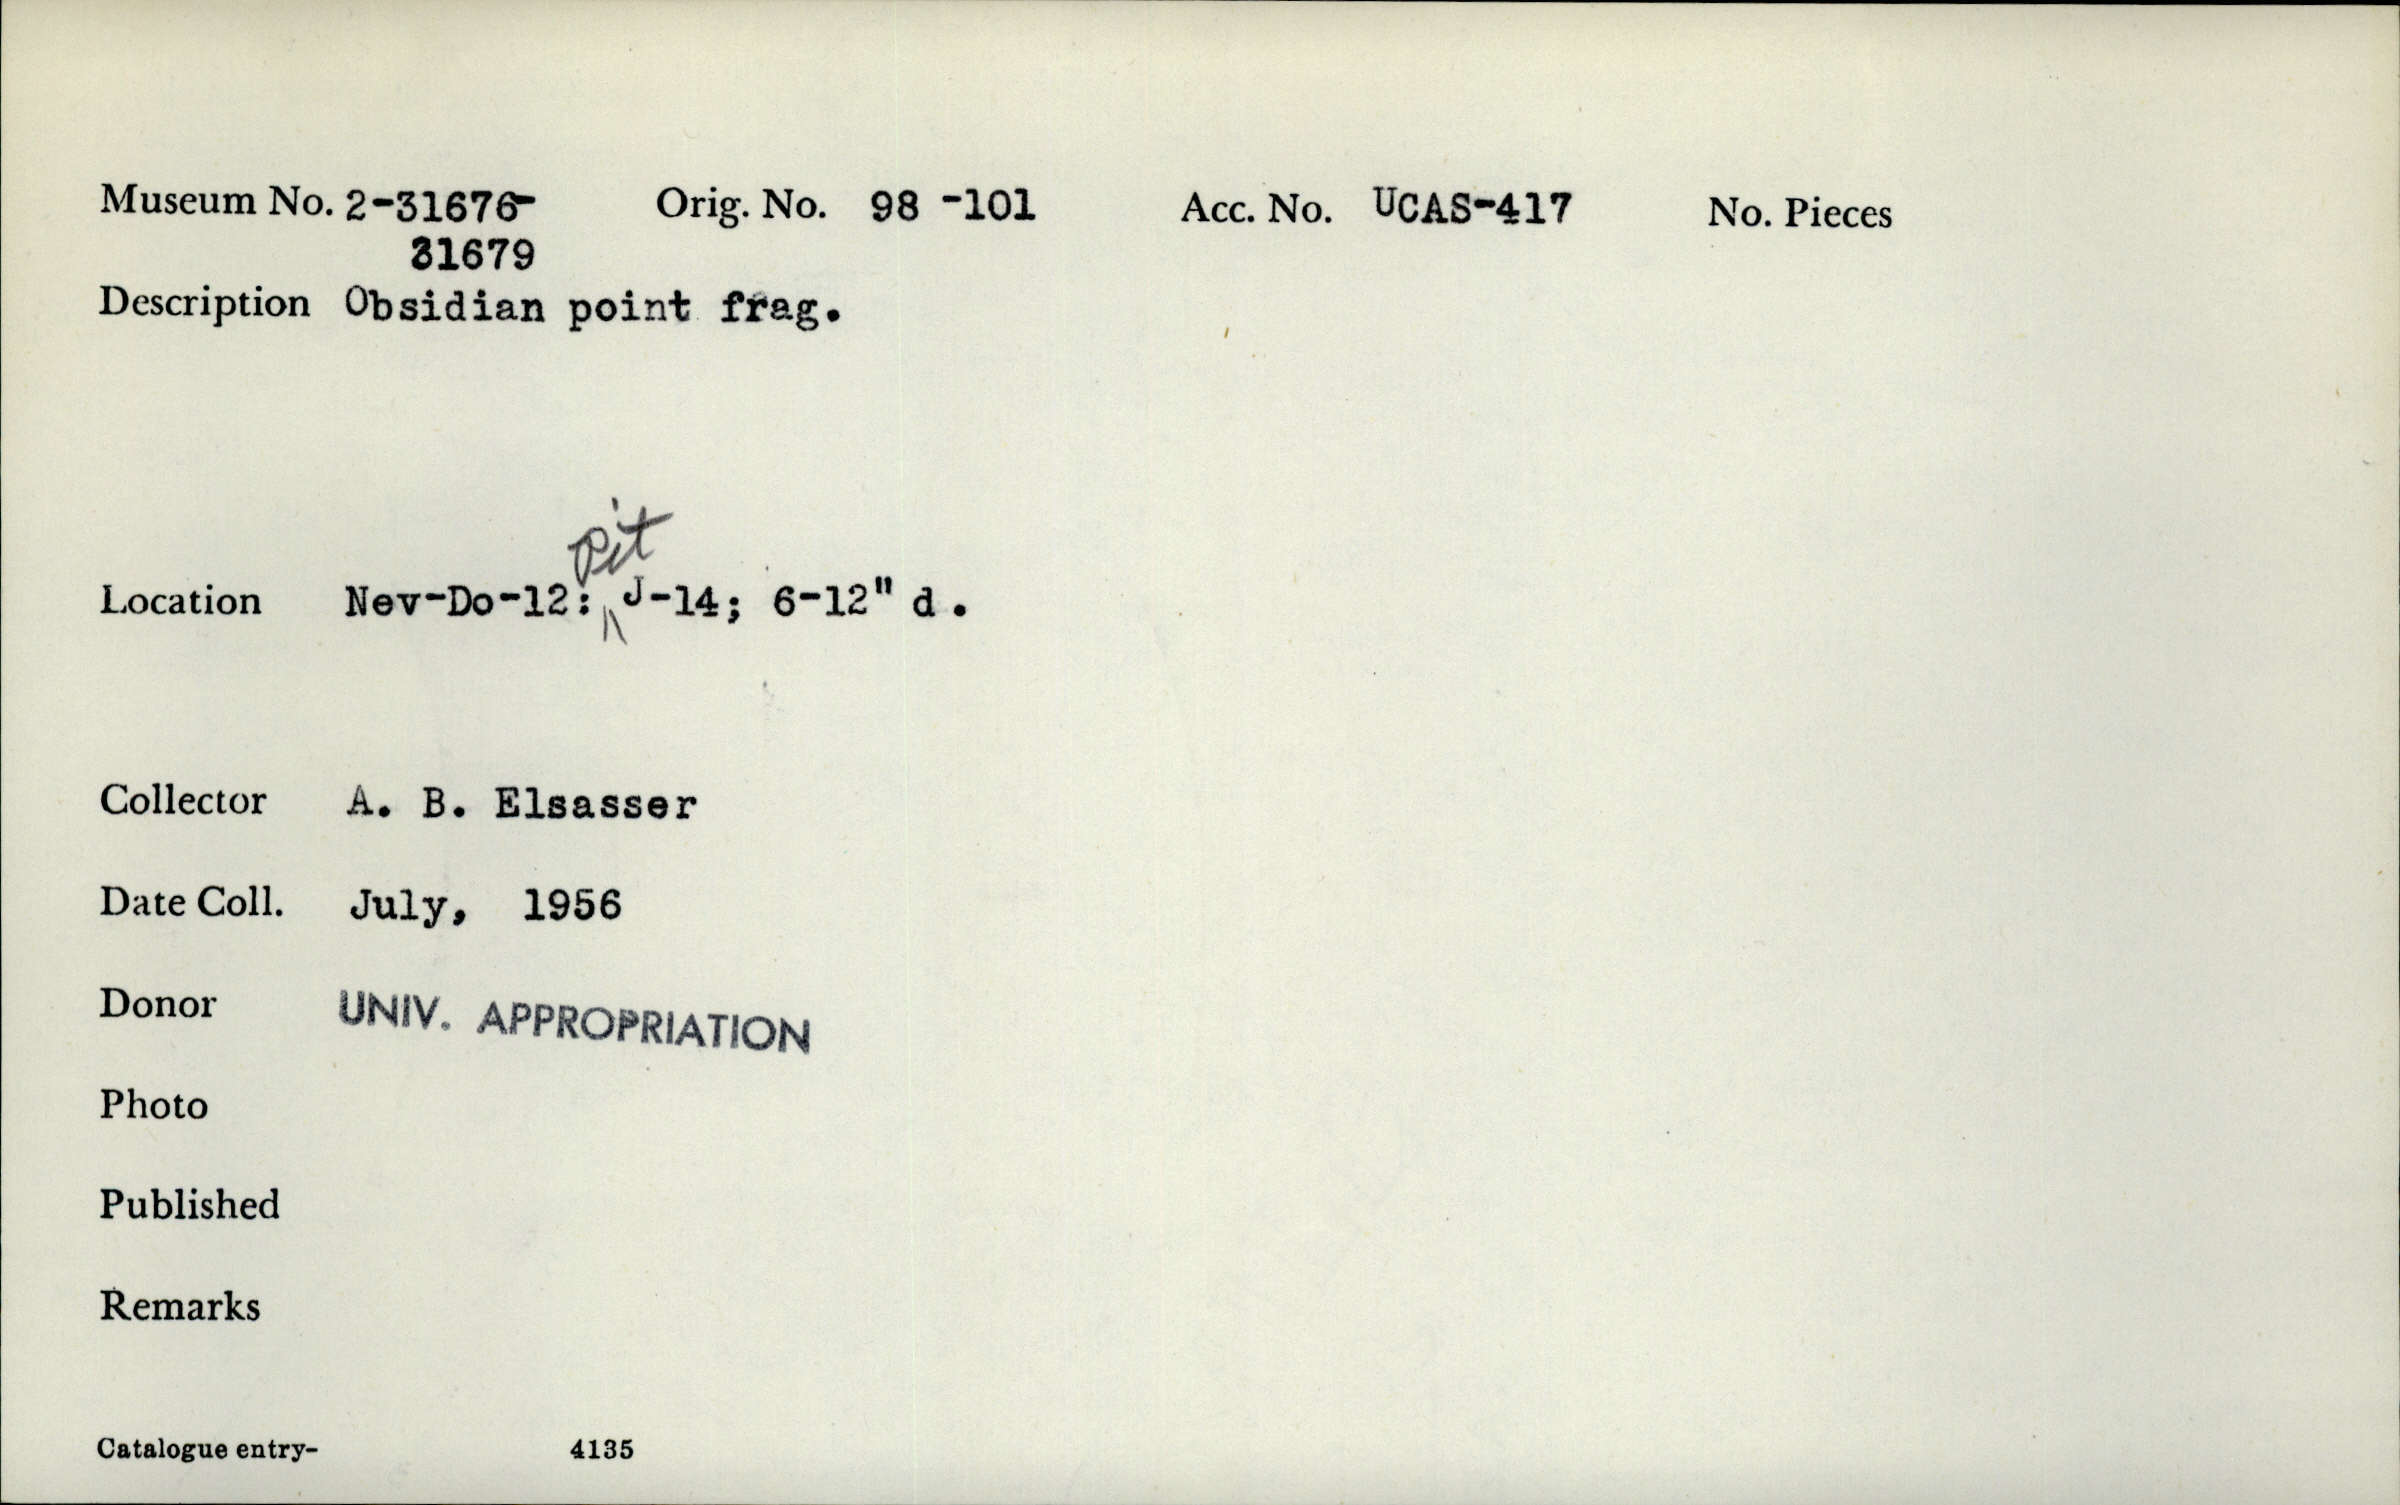 Museum No. 2-31676- Orig. No. 98 -101 Acc. No. UCAS-417 No. Pieces
31679
Description Obsidian point frag.
Pit
Location Nev-Do-12: J-14; 6-12" d.
Collector A. B. Elsasser
Date Coll. July, 1956
Donor UNIV. APPROPRIATION
Photo
Published
Remarks
Catalogue entry- 4135